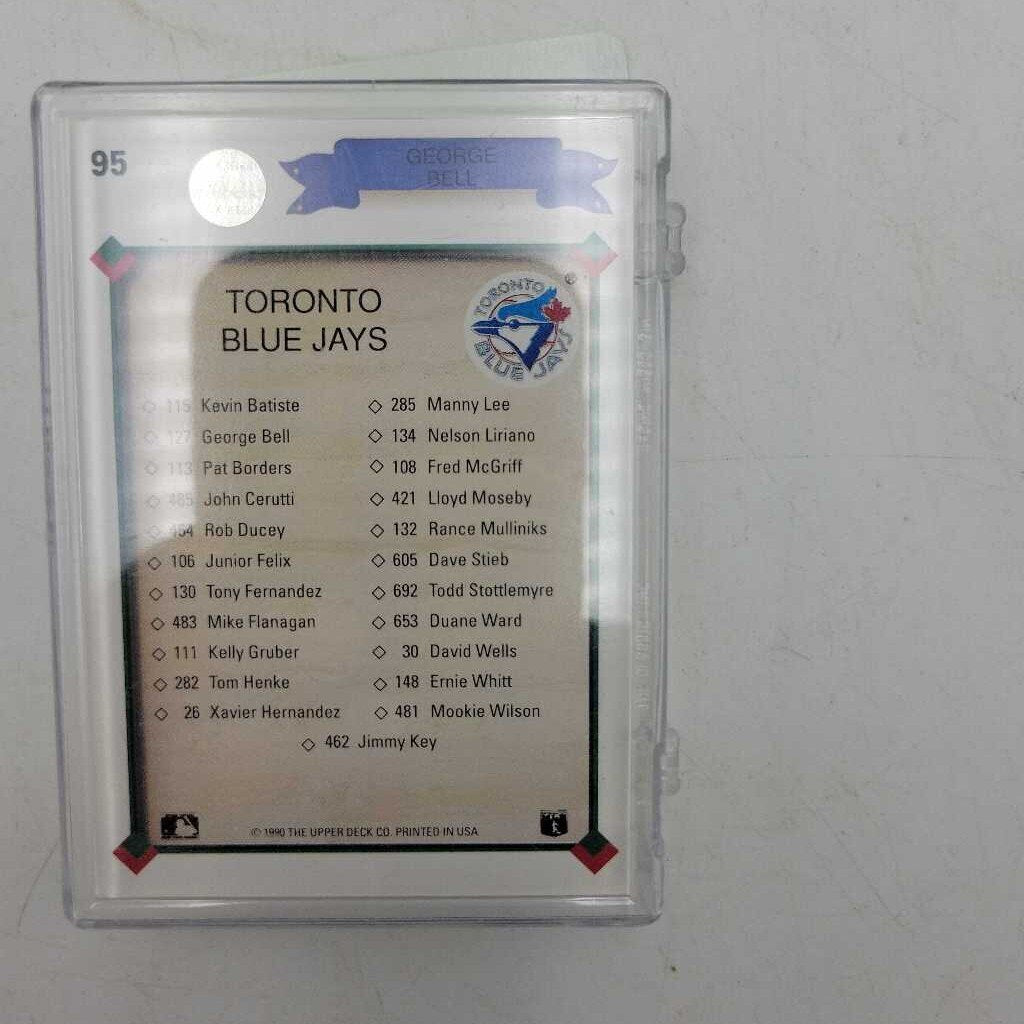 95
GEORGE
BELL
TORONTO
BLUE JAYS
TORONTO
BLUE JAYS
®
115 Kevin Batiste
127 George Bell
113 Pat Borders
485 John Cerutti
464 Rob Ducey
106 Junior Felix
130 Tony Fernandez
483 Mike Flanagan
111 Kelly Gruber
282 Tom Henke
26 Xavier Hernandez
285 Manny Lee
134 Nelson Liriano
108 Fred McGriff
421 Lloyd Moseby
132 Rance Mulliniks
605 Dave Stieb
692 Todd Stottlemyre
653 Duane Ward
30 David Wells
148 Ernie Whitt
481 Mookie Wilson
462 Jimmy Key
© 1990 THE UPPER DECK CO. PRINTED IN USA